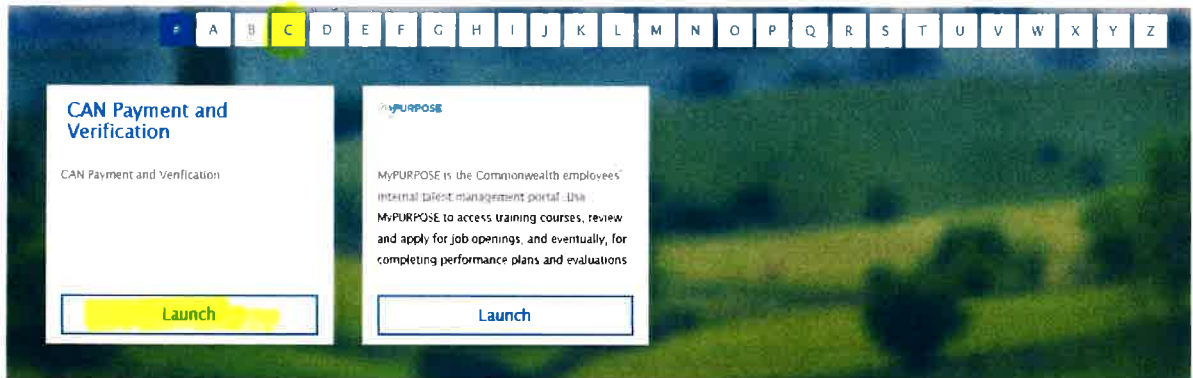 # A B C D E F G H I J K L M N O P Q R S T U V W X Y Z
CAN Payment and
Verification
CAN Payment and Verification
Launch
MyPURPOSE
MyPURPOSE is the Commonwealth employees'
internal talent management portal. Use
MyPURPOSE to access training courses, review
and apply for job openings, and eventually, for
completing performance plans and evaluations
Launch